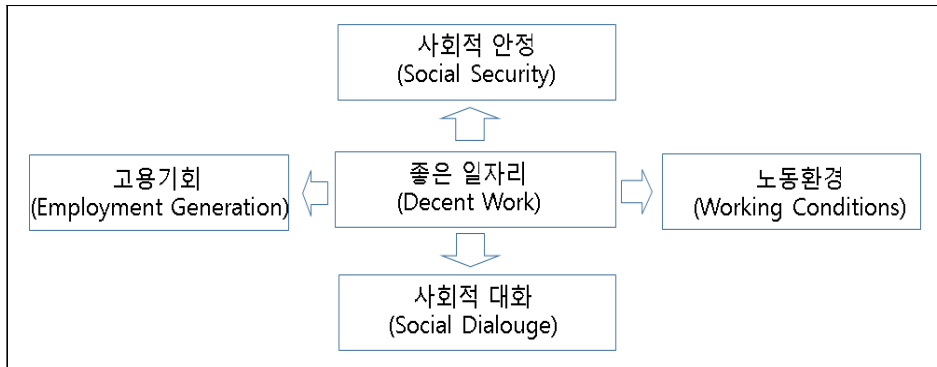 사회적 안정
(Social Security)
고용기회
(Employment Generation)
좋은 일자리
(Decent Work)
노동환경
(Working Conditions)
사회적 대화
(Social Dialouge)